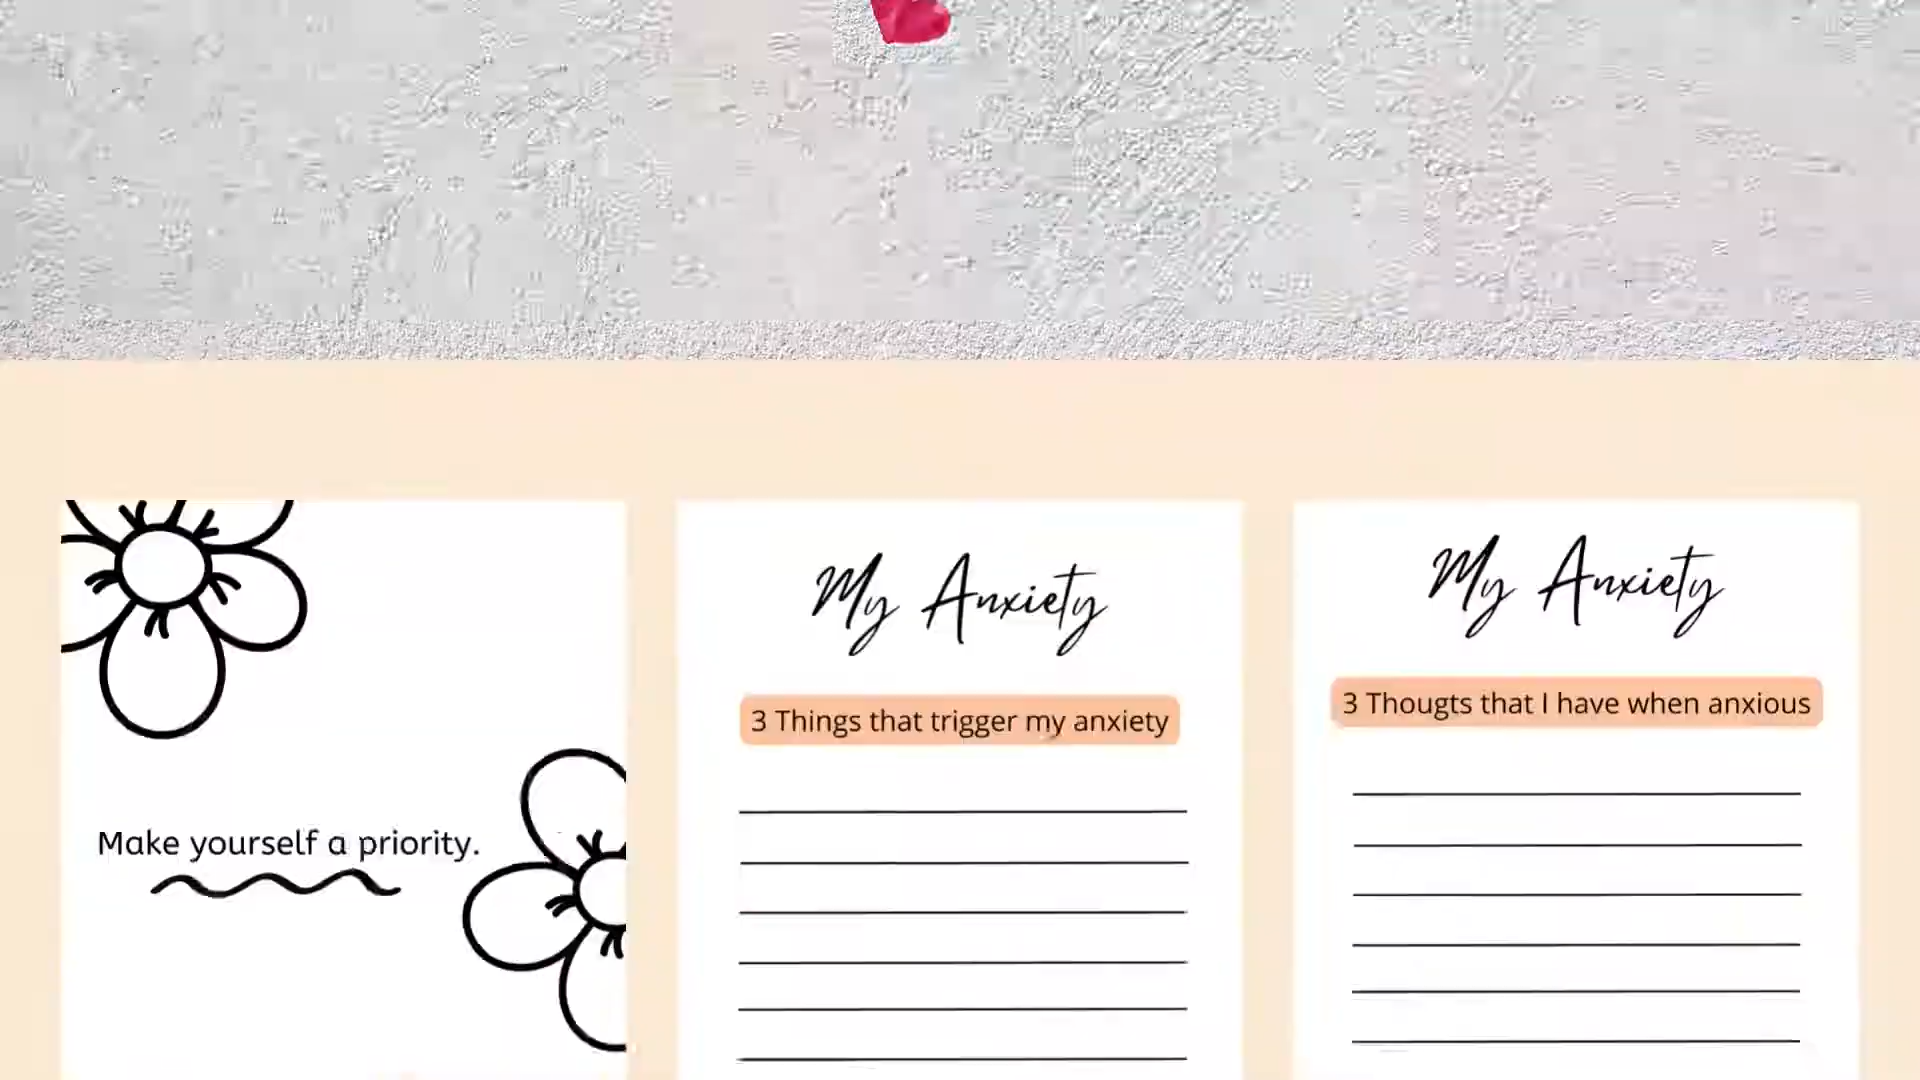 Make yourself a priority.
My Anxiety
3 Things that trigger my anxiety
My Anxiety
3 Thougts that I have when anxious